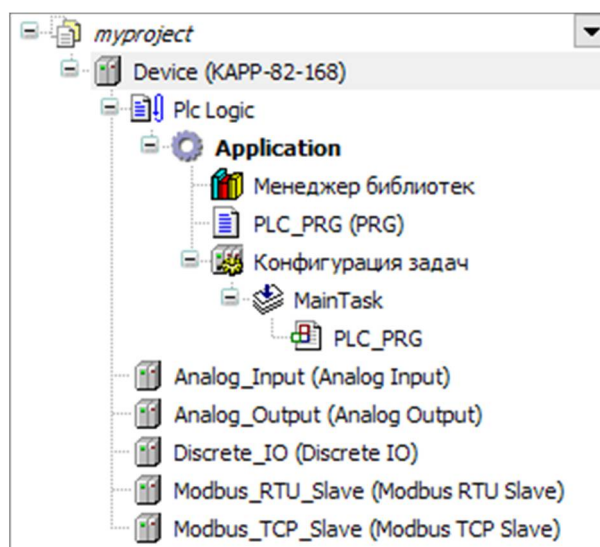 myproject
Device (KAPP-82-168)
Plc Logic
Application
Менеджер библиотек
PLC_PRG (PRG)
Конфигурация задач
MainTask
PLC_PRG
Analog_Input (Analog Input)
Analog_Output (Analog Output)
Discrete_IO (Discrete IO)
Modbus_RTU_Slave (Modbus RTU Slave)
Modbus_TCP_Slave (Modbus TCP Slave)